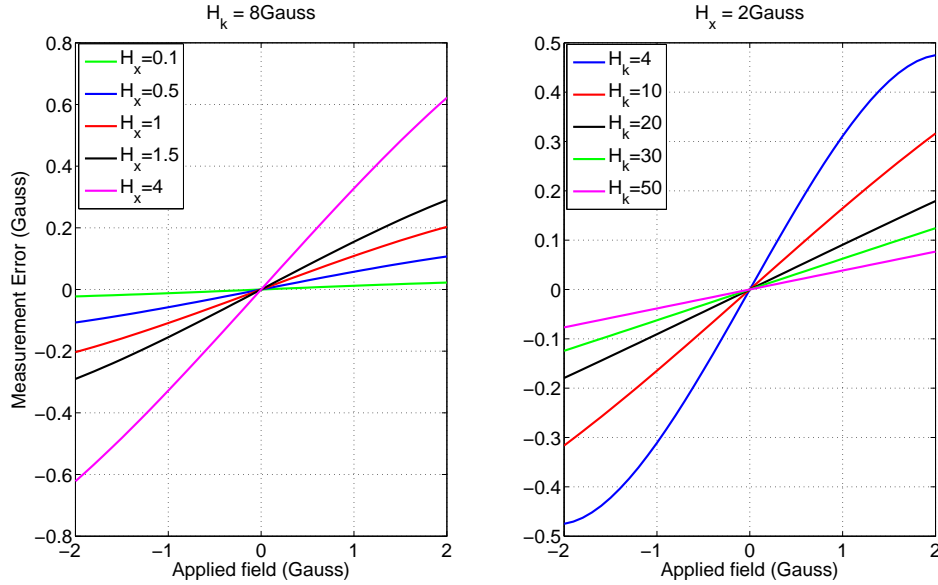 H_k = 8Gauss
Measurement Error (Gauss)
0.8
0.6
0.4
0.2
0
−0.2
−0.4
−0.6
−0.8
H_x=0.1
H_x=0.5
H_x=1
H_x=1.5
H_x=4
−2
−1
0
1
2
Applied field (Gauss)
H_x = 2Gauss
0.5
0.4
0.3
0.2
0.1
0
−0.1
−0.2
−0.3
−0.4
−0.5
H_k=4
H_k=10
H_k=20
H_k=30
H_k=50
−2
−1
0
1
2
Applied field (Gauss)